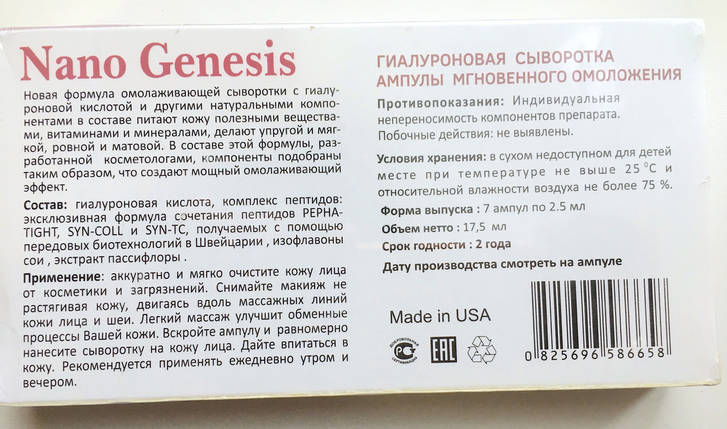 Nano Genesis
Новая формула омолаживающей сыворотки с гиалу-
роновой кислотой и другими натуральными компо-
нентами в составе питают кожу полезными вещества-
ми, витаминами и минералами, делают упругой и мяг-
кой, ровной и матовой. В составе этой формулы, раз-
работанной косметологами, компоненты подобраны
таким образом, что создают мощный омолаживающий
эффект.
Состав: гиалуроновая кислота, комплекс пептидов:
эксклюзивная формула сочетания пептидов PEPHA-
TIGHT, SYN-COLL и SYN-TC, получаемых с помощью
передовых биотехнологий в Швейцарии , изофлавоны
сои , экстракт пассифлоры .
Применение: аккуратно и мягко очистите кожу лица
от косметики и загрязнений. Снимайте макияж не
растягивая кожу, двигаясь вдоль массажных линий
кожи лица и шеи. Легкий массаж улучшит обменные
процессы Вашей кожи. Вскройте ампулу и равномерно
нанесите сыворотку на кожу лица. Дайте впитаться в
кожу. Рекомендуется применять ежедневно утром и
вечером.
ГИАЛУРОНОВАЯ СЫВОРОТКА
АМПУЛЫ МГНОВЕННОГО ОМОЛОЖЕНИЯ
Противопоказания: Индивидуальная
непереносимость компонентов препарата.
Побочные действия: не выявлены.
Условия хранения: в сухом недоступном для детей
месте при температуре не выше 25 °C и
относительной влажности воздуха не более 75 %.
Форма выпуска : 7 ампул по 2.5 мл
Объем нетто : 17,5 мл
Срок годности : 2 года
Дату производства смотреть на ампуле
Made in USA
ДОБРОВОЛЬНАЯ
СЕРТИФИКАЦИЯ
EAC
0 825696 586658